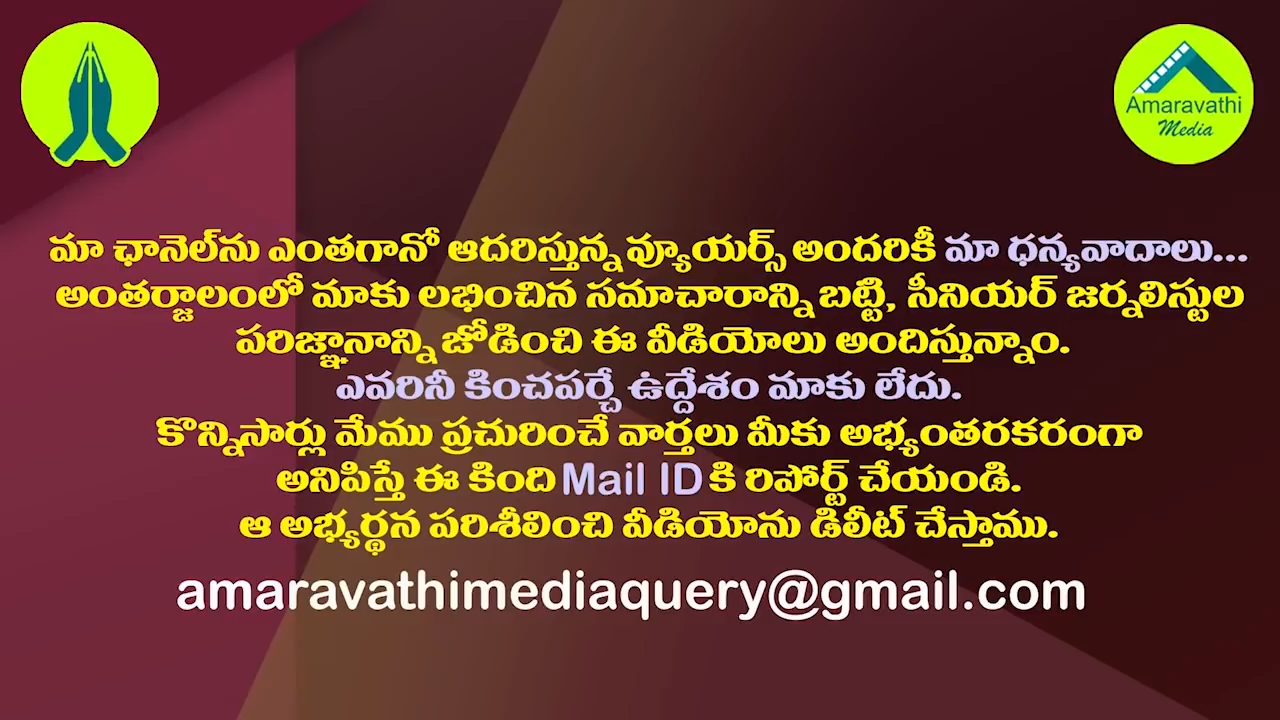 Amaravathi
Media
మా ఛానెల్‌ను ఎంతగానో ఆదరిస్తున్న వ్యూయర్స్ అందరికీ మా ధన్యవాదాలు...
అంతర్జాలంలో మాకు లభించిన సమాచారాన్ని బట్టి, సీనియర్ జర్నలిస్టుల
పరిజ్ఞానాన్ని జోడించి ఈ వీడియోలు అందిస్తున్నాం.
ఎవరినీ కించపర్చే ఉద్దేశం మాకు లేదు.
కొన్నిసార్లు మేము ప్రచురించే వార్తలు మీకు అభ్యంతరకరంగా
అనిపిస్తే ఈ కింది Mail ID కి రిపోర్ట్ చేయండి.
ఆ అభ్యర్థన పరిశీలించి వీడియోను డిలీట్ చేస్తాము.
amaravathimediaquery@gmail.com